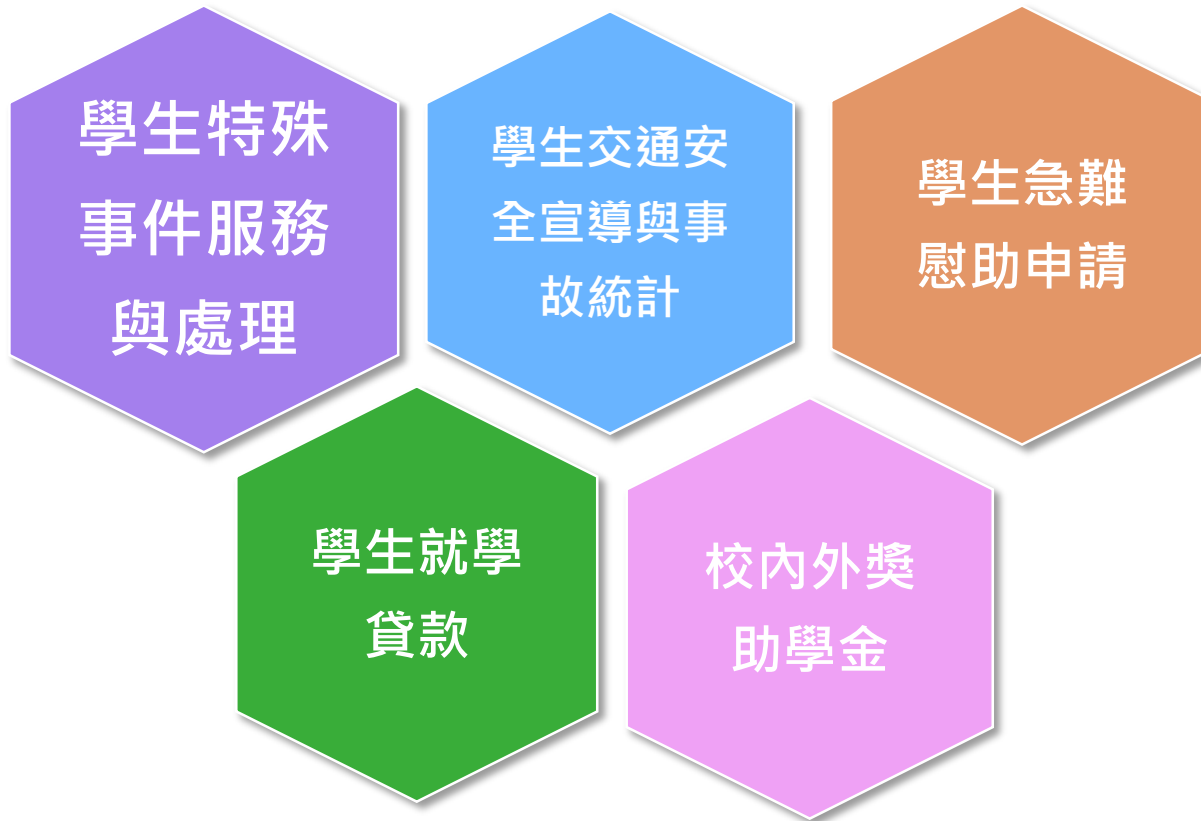 學生特殊
事件服務
與處理
學生交通安
全宣導與事
故統計
學生急難
慰助申請
學生就學
貸款
校內外獎
助學金